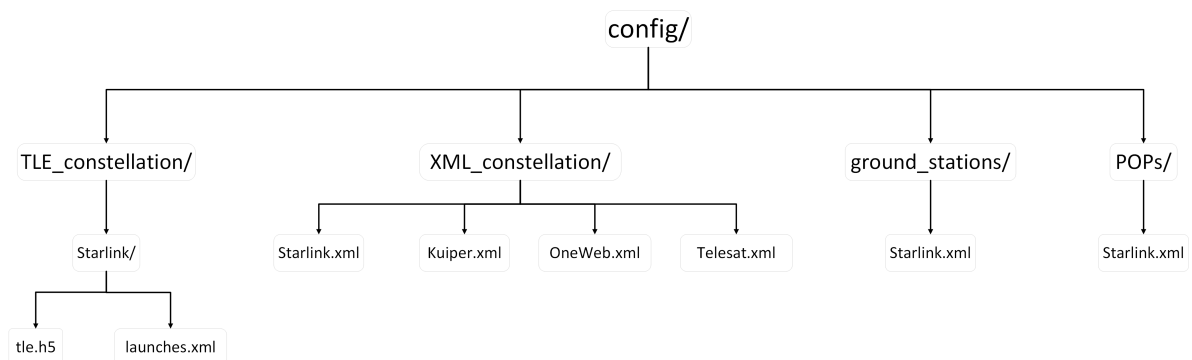 config/
TLE_constellation/
XML_constellation/
ground_stations/
POPs/
Starlink/
Starlink.xml
Kuiper.xml
OneWeb.xml
Telesat.xml
Starlink.xml
Starlink.xml
tle.h5
launches.xml